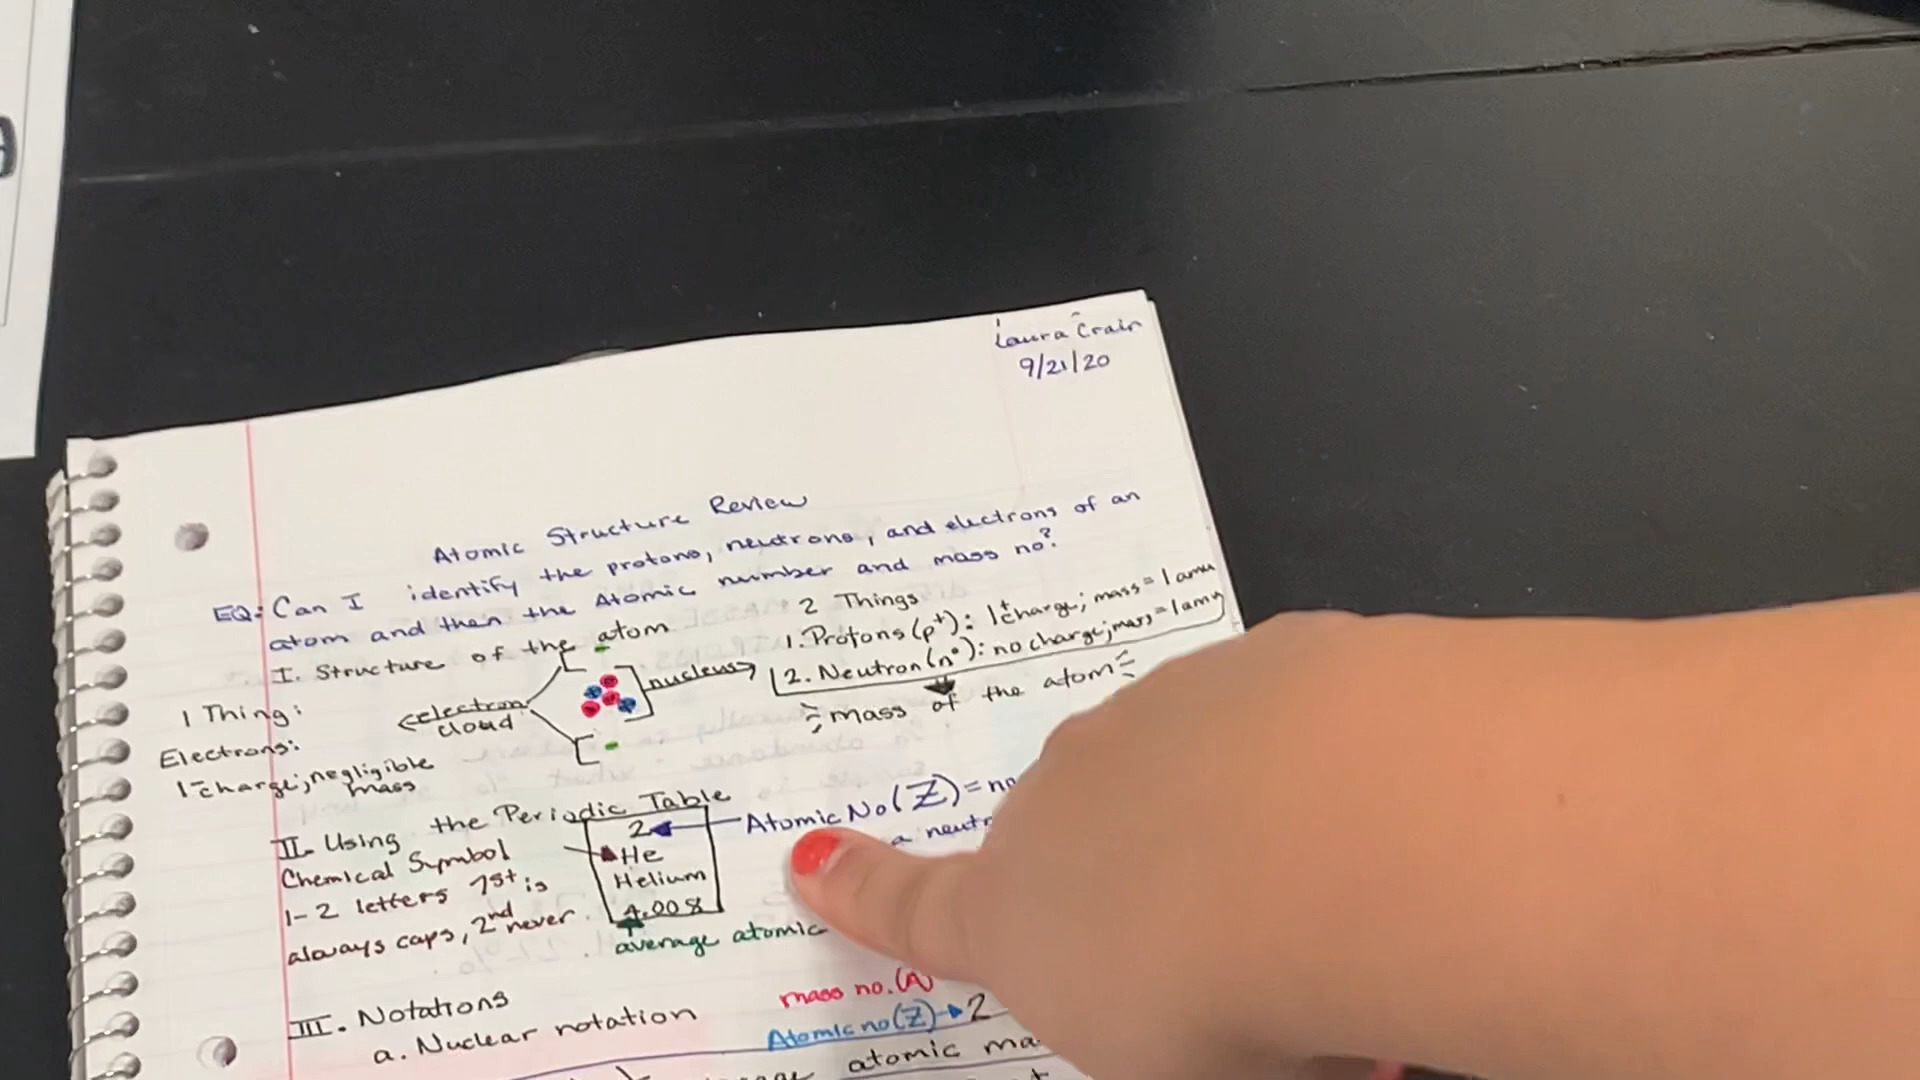 Laura Crain
9/21/20
Atomic Structure Review
EQ: Can I identify the protons, neutrons, and electrons of an
atom and then the Atomic number and mass no?
I. Structure of the atom
2 Things
1. Protons (p+): 1+ charge; mass = 1 amu
2. Neutron (n°): no charge; mass = 1 amu
nucleus
mass of the atom
electron
cloud
1 Thing:
Electrons:
1- charge; negligible
mass
II. Using the Periodic Table
Chemical Symbol
1-2 letters 1st is
always caps, 2nd never
2
He
Helium
4.008
Atomic No (Z) = no
a neutr
average atomic
III. Notations
a. Nuclear notation
mass no. (A)
Atomic no (Z) 2
atomic ma